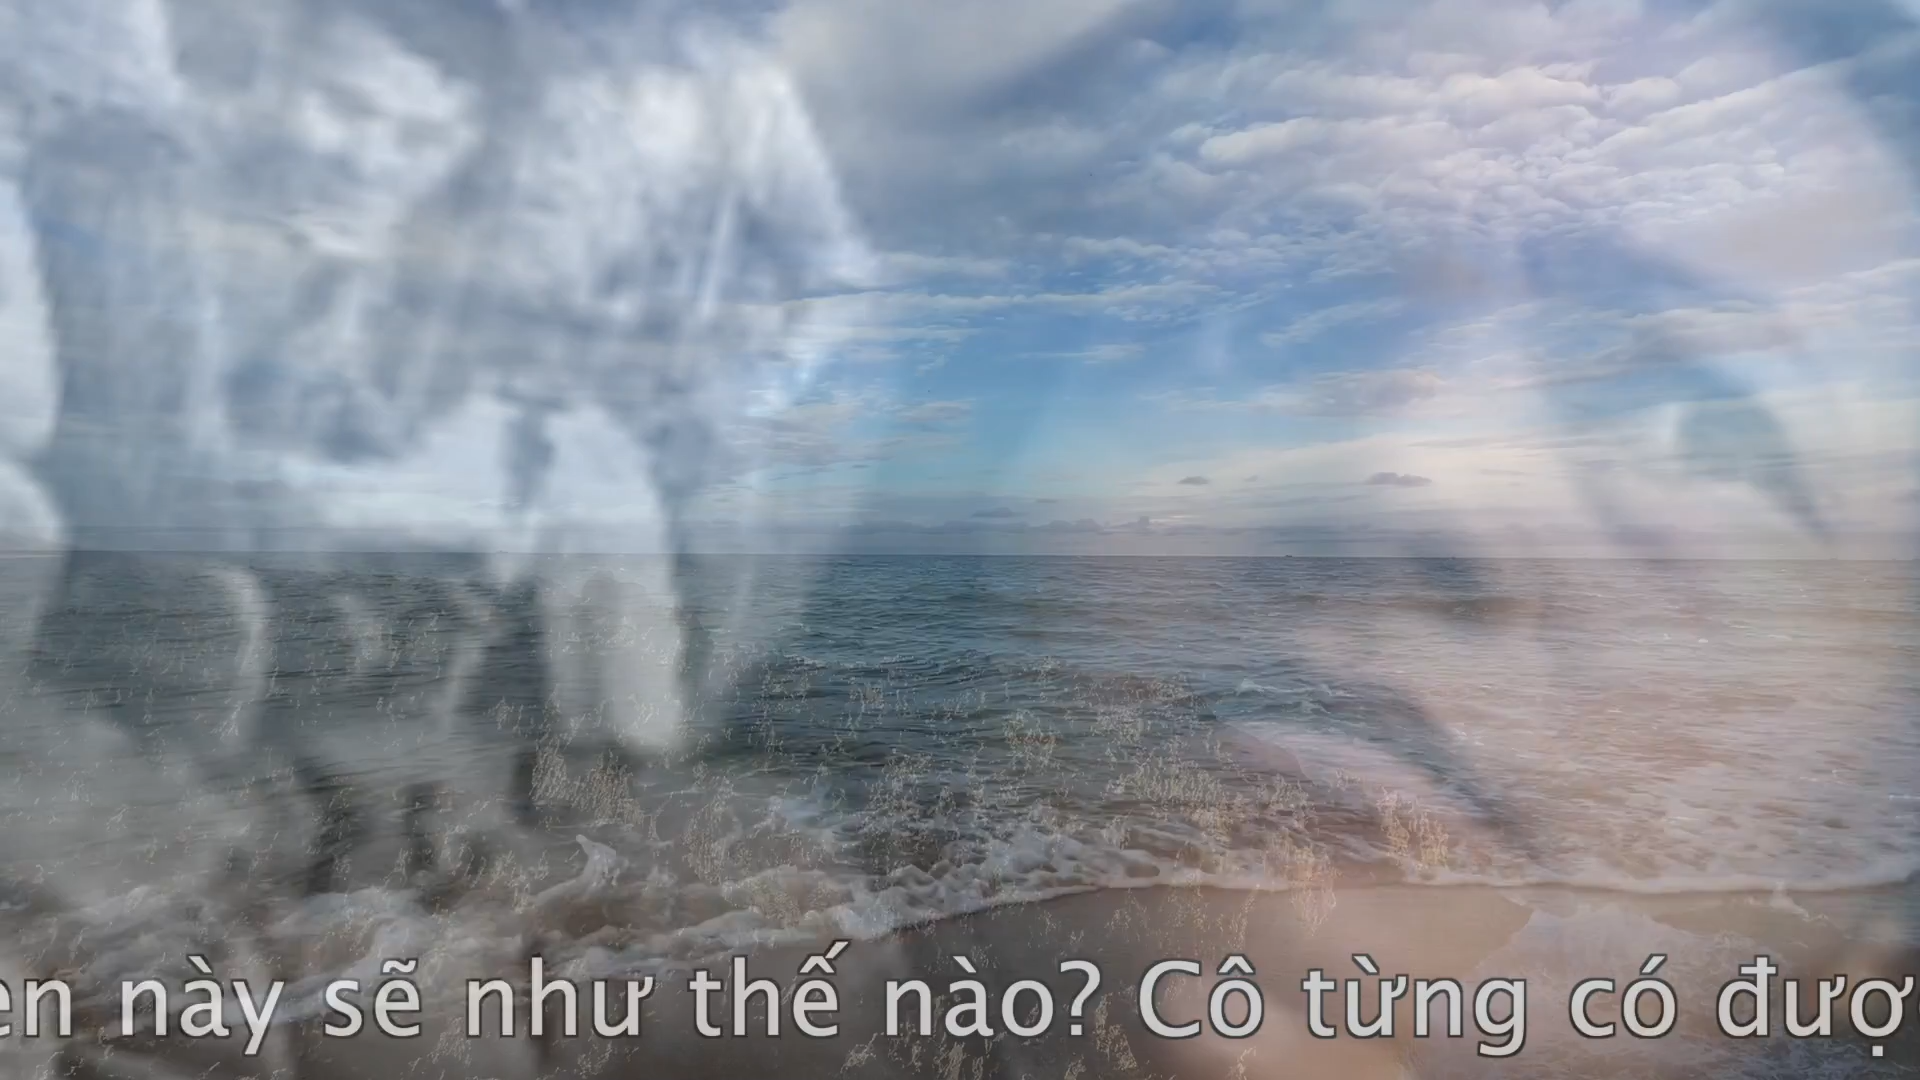 en này sẽ như thế nào? Cô từng có đượ